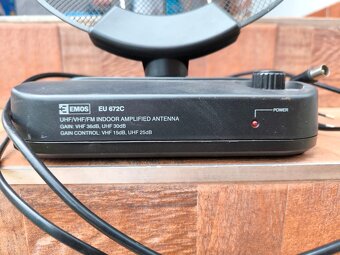 EMOS EU 672C
POWER
UHF/VHF/FM INDOOR AMPLIFIED ANTENNA
GAIN: VHF 36dB, UHF 30dB
GAIN CONTROL: VHF 15dB, UHF 25dB